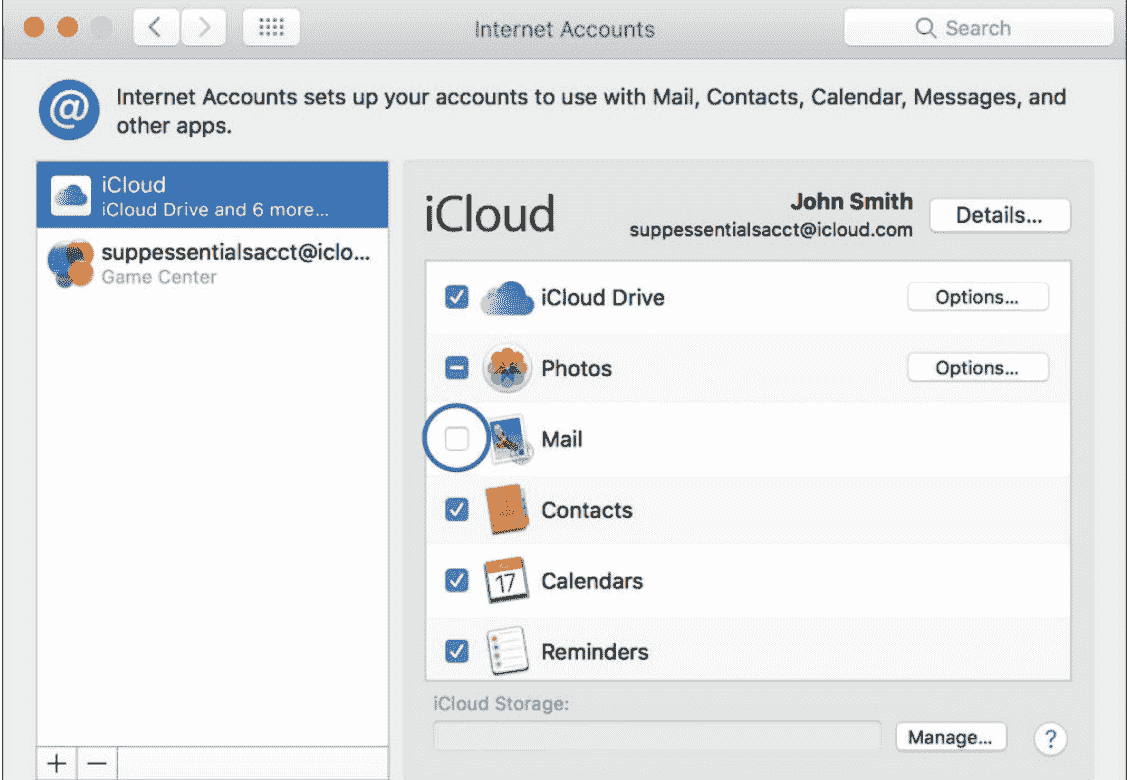 Internet Accounts
Search
@
Internet Accounts sets up your accounts to use with Mail, Contacts, Calendar, Messages, and
other apps.
iCloud
iCloud Drive and 6 more...
suppessentialsacct@iclo...
Game Center
iCloud
John Smith
suppessentialsacct@icloud.com
Details...
iCloud Drive
Options...
Photos
Options...
Mail
Contacts
17
Calendars
Reminders
iCloud Storage:
Manage...
?
+
−